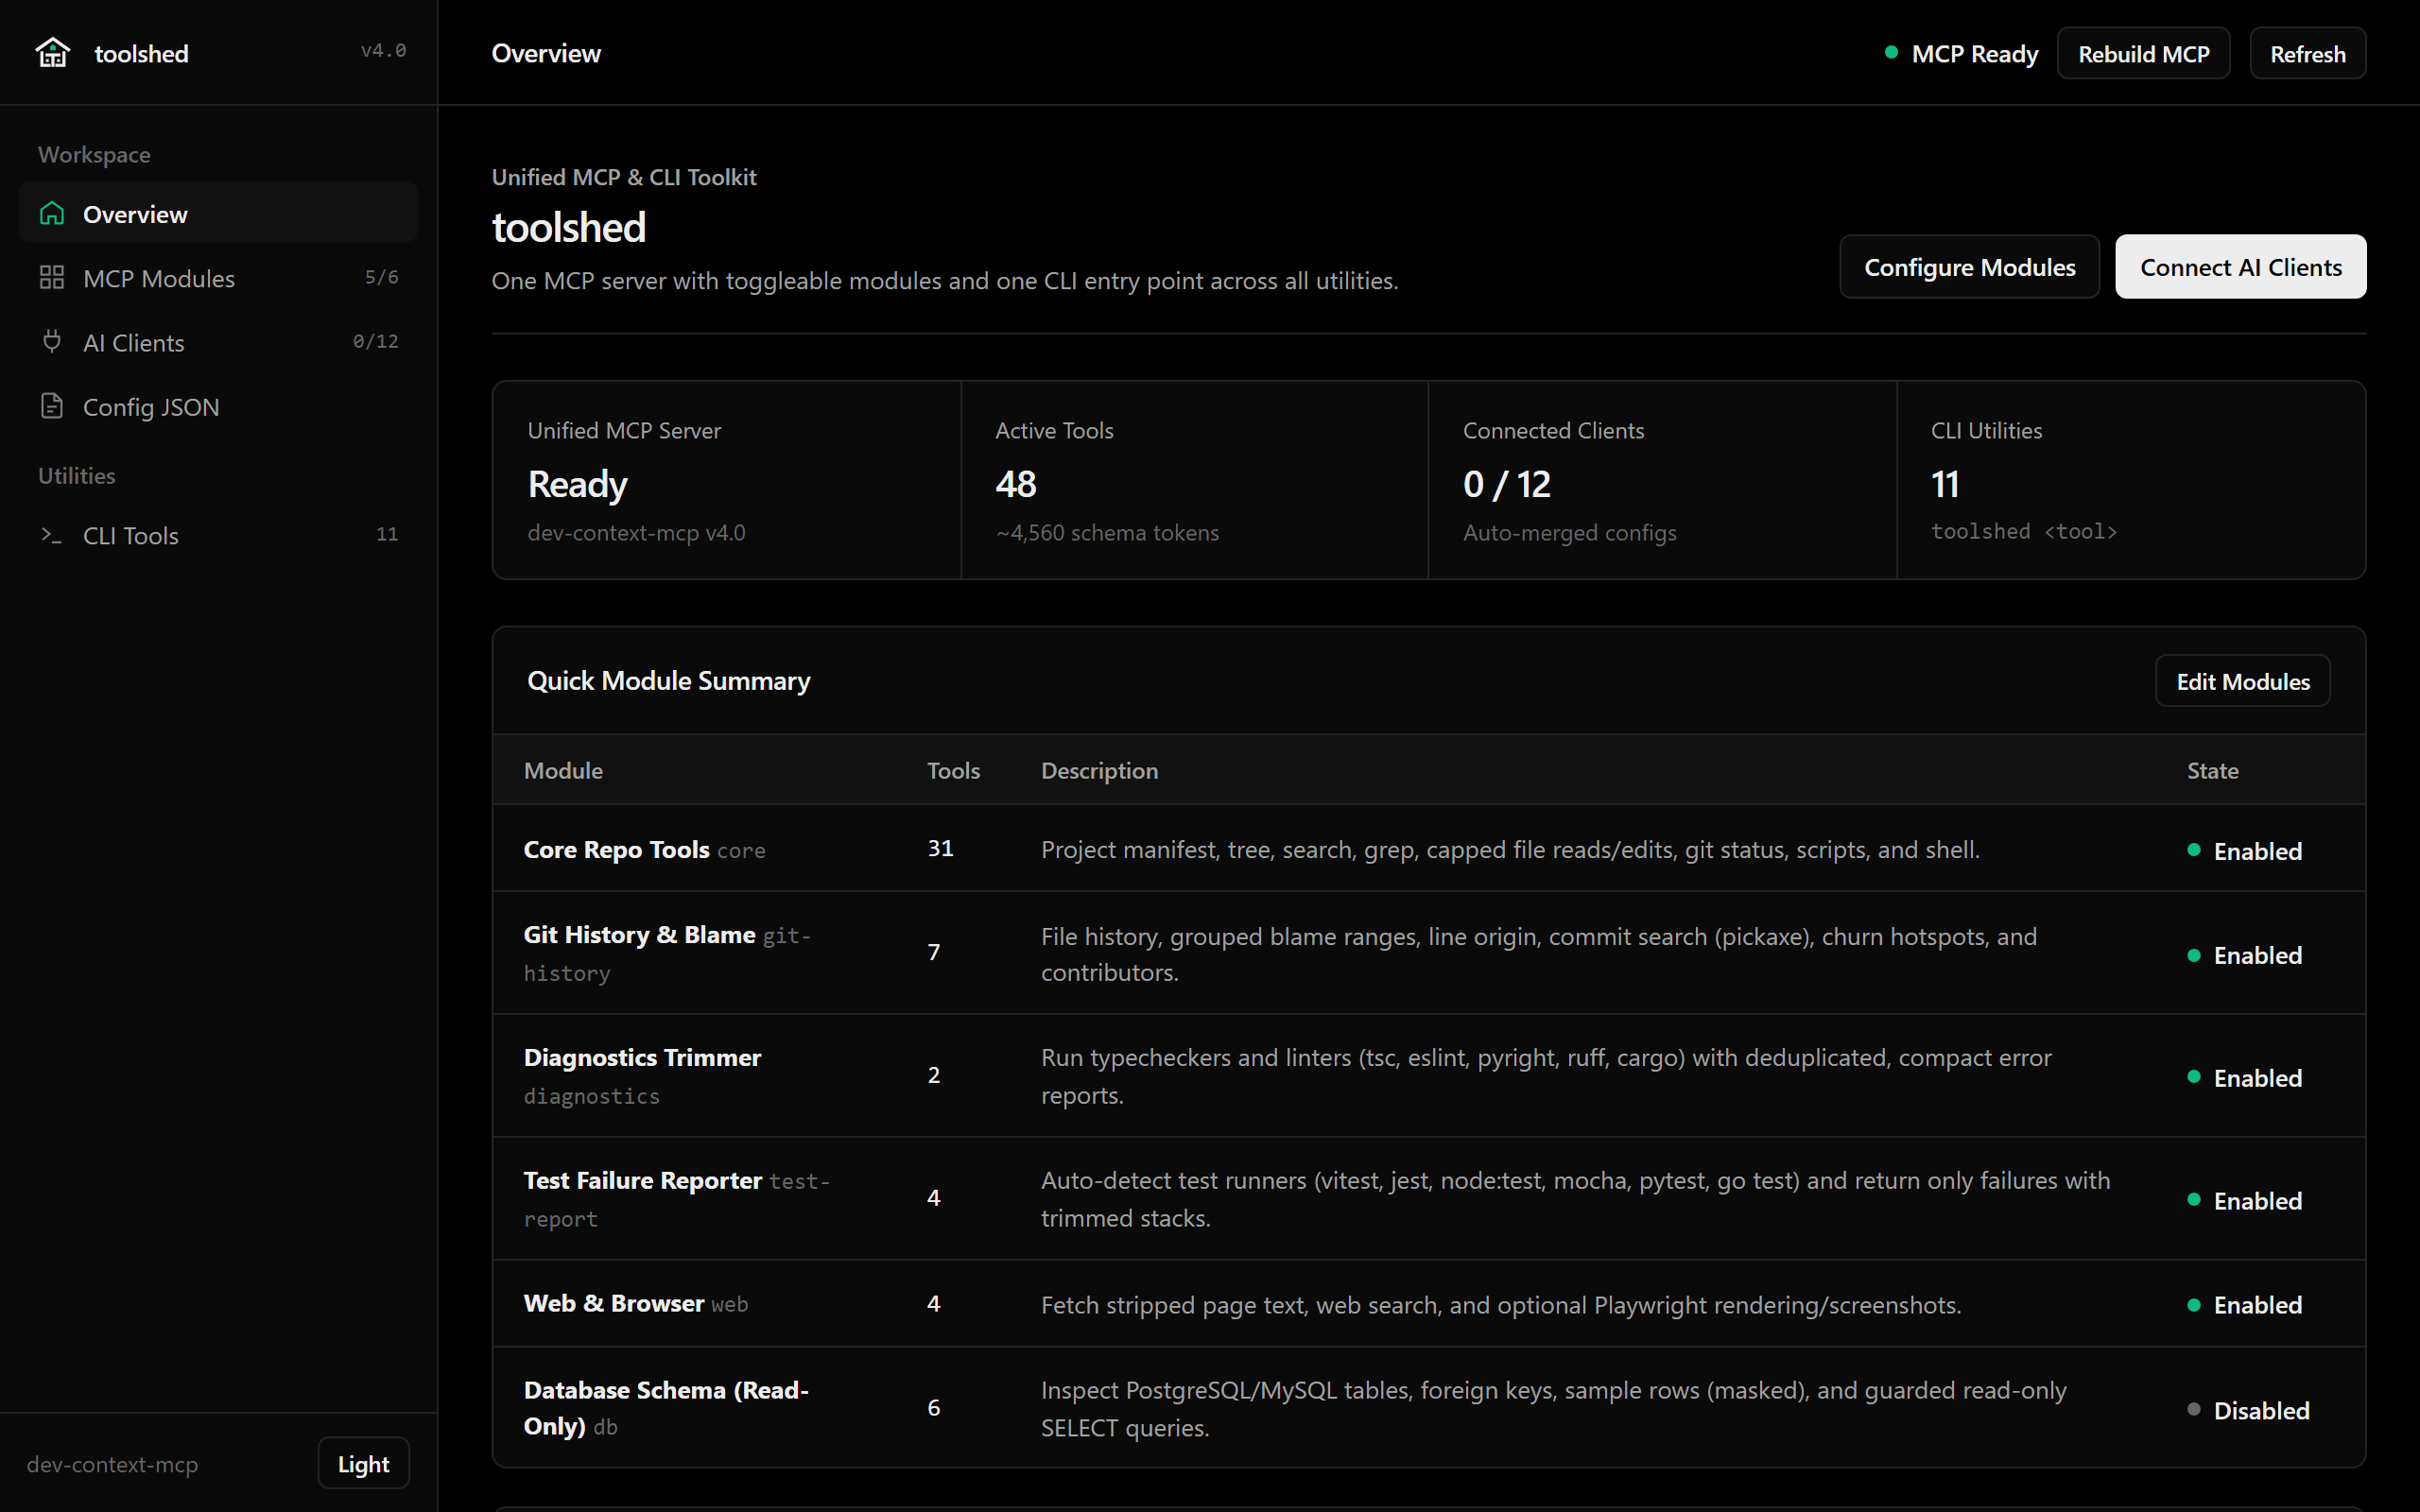 toolshed
v4.0
Workspace
Overview
MCP Modules
5/6
AI Clients
0/12
Config JSON
Utilities
CLI Tools
11
dev-context-mcp
Light
Overview
MCP Ready
Rebuild MCP
Refresh
Unified MCP & CLI Toolkit
toolshed
One MCP server with toggleable modules and one CLI entry point across all utilities.
Configure Modules
Connect AI Clients
Unified MCP Server
Ready
dev-context-mcp v4.0
Active Tools
48
~4,560 schema tokens
Connected Clients
0 / 12
Auto-merged configs
CLI Utilities
11
toolshed <tool>
Quick Module Summary
Edit Modules
Module
Tools
Description
State
Core Repo Tools core
31
Project manifest, tree, search, grep, capped file reads/edits, git status, scripts, and shell.
Enabled
Git History & Blame git-
history
7
File history, grouped blame ranges, line origin, commit search (pickaxe), churn hotspots, and
contributors.
Enabled
Diagnostics Trimmer
diagnostics
2
Run typecheckers and linters (tsc, eslint, pyright, ruff, cargo) with deduplicated, compact error
reports.
Enabled
Test Failure Reporter test-
report
4
Auto-detect test runners (vitest, jest, node:test, mocha, pytest, go test) and return only failures with
trimmed stacks.
Enabled
Web & Browser web
4
Fetch stripped page text, web search, and optional Playwright rendering/screenshots.
Enabled
Database Schema (Read-
Only) db
6
Inspect PostgreSQL/MySQL tables, foreign keys, sample rows (masked), and guarded read-only
SELECT queries.
Disabled